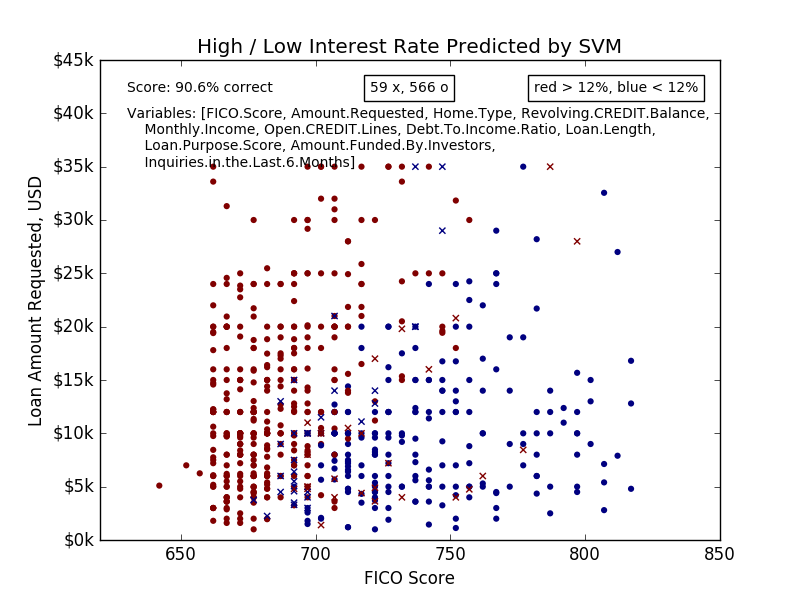 High / Low Interest Rate Predicted by SVM
$45k
Score: 90.6% correct
59 x, 566 o
red > 12%, blue < 12%
$40k
Variables: [FICO.Score, Amount.Requested, Home.Type, Revolving.CREDIT.Balance,
Monthly.Income, Open.CREDIT.Lines, Debt.To.Income.Ratio, Loan.Length,
Loan.Purpose.Score, Amount.Funded.By.Investors,
Inquiries.in.the.Last.6.Months]
$35k
$30k
$25k
$20k
$15k
$10k
$5k
$0k
Loan Amount Requested, USD
650
700
750
800
850
FICO Score